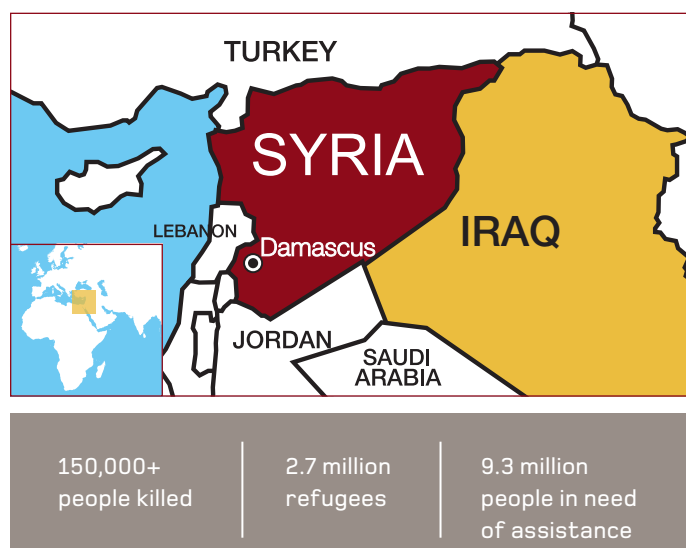 TURKEY
SYRIA
LEBANON
Damascus
IRAQ
JORDAN
SAUDI
ARABIA
150,000+
people killed
2.7 million
refugees
9.3 million
people in need
of assistance